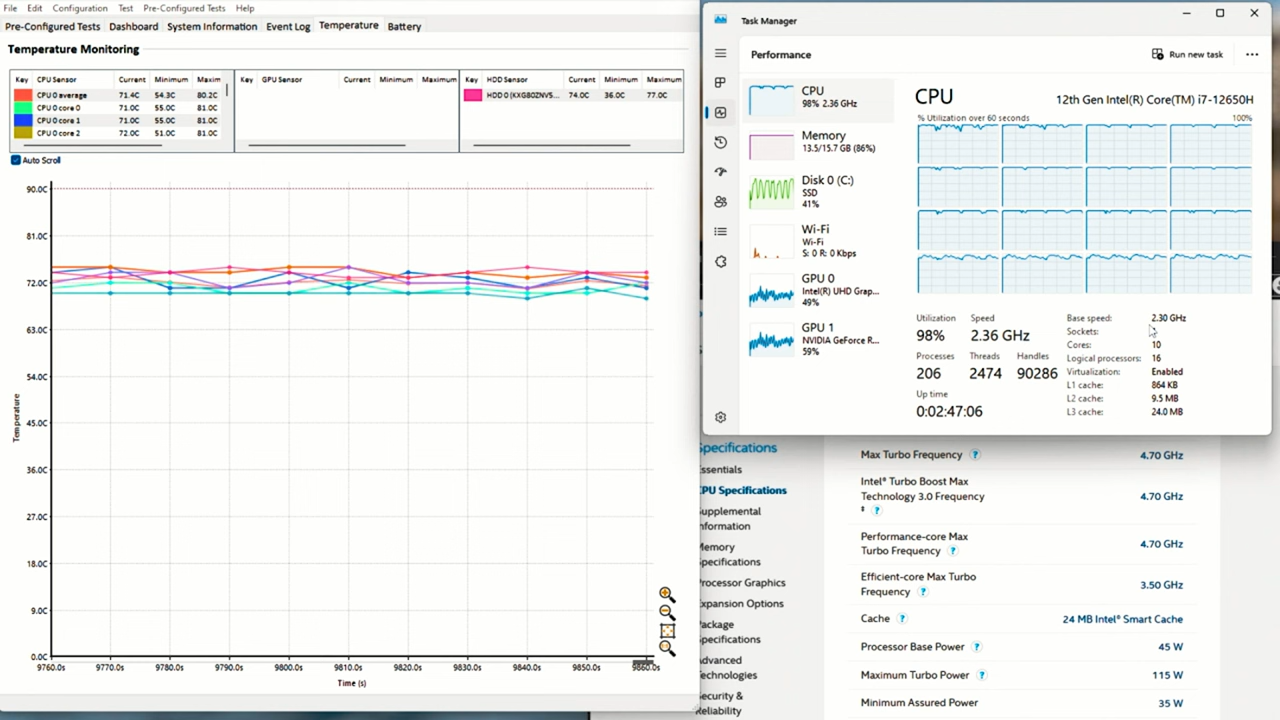 File Edit Configuration Test Pre-Configured Tests Help
Pre-Configured Tests Dashboard System Information Event Log Temperature Battery
Temperature Monitoring
Key CPU Sensor Current Minimum Maxim
CPU 0 average 71.4C 54.3C 80.2C
CPU 0 core 0 71.0C 55.0C 81.0C
CPU 0 core 1 71.0C 55.0C 81.0C
CPU 0 core 2 72.0C 51.0C 81.0C
Key GPU Sensor Current Minimum Maximum
Key HDD Sensor Current Minimum Maximum
HDD 0 (KXG80ZNV5... 74.0C 36.0C 77.0C
Auto Scroll
90.0C
81.0C
72.0C
63.0C
54.0C
45.0C
36.0C
27.0C
18.0C
9.0C
0.0C
Temperature
9760.0s 9770.0s 9780.0s 9790.0s 9800.0s 9810.0s 9820.0s 9830.0s 9840.0s 9850.0s 9860.0s
Time (s)
Task Manager
Performance
Run new task
CPU
98% 2.36 GHz
Memory
13.5/15.7 GB (86%)
Disk 0 (C:)
SSD
41%
Wi-Fi
Wi-Fi
S: 0 R: 0 Kbps
GPU 0
Intel(R) UHD Grap...
49%
GPU 1
NVIDIA GeForce R...
59%
CPU 12th Gen Intel(R) Core(TM) i7-12650H
% Utilization over 60 seconds 100%
Utilization Speed
98% 2.36 GHz
Processes Threads Handles
206 2474 90286
Up time
0:02:47:06
Base speed: 2.30 GHz
Sockets:
Cores: 10
Logical processors: 16
Virtualization: Enabled
L1 cache: 864 KB
L2 cache: 9.5 MB
L3 cache: 24.0 MB
Specifications
Essentials
CPU Specifications
Supplemental
Information
Memory
Specifications
Processor Graphics
Expansion Options
Package
Specifications
Advanced
Technologies
Security &
Reliability
Max Turbo Frequency ? 4.70 GHz
Intel® Turbo Boost Max
Technology 3.0 Frequency 4.70 GHz
‡ ?
Performance-core Max
Turbo Frequency ? 4.70 GHz
Efficient-core Max Turbo
Frequency ? 3.50 GHz
Cache ? 24 MB Intel® Smart Cache
Processor Base Power ? 45 W
Maximum Turbo Power ? 115 W
Minimum Assured Power 35 W